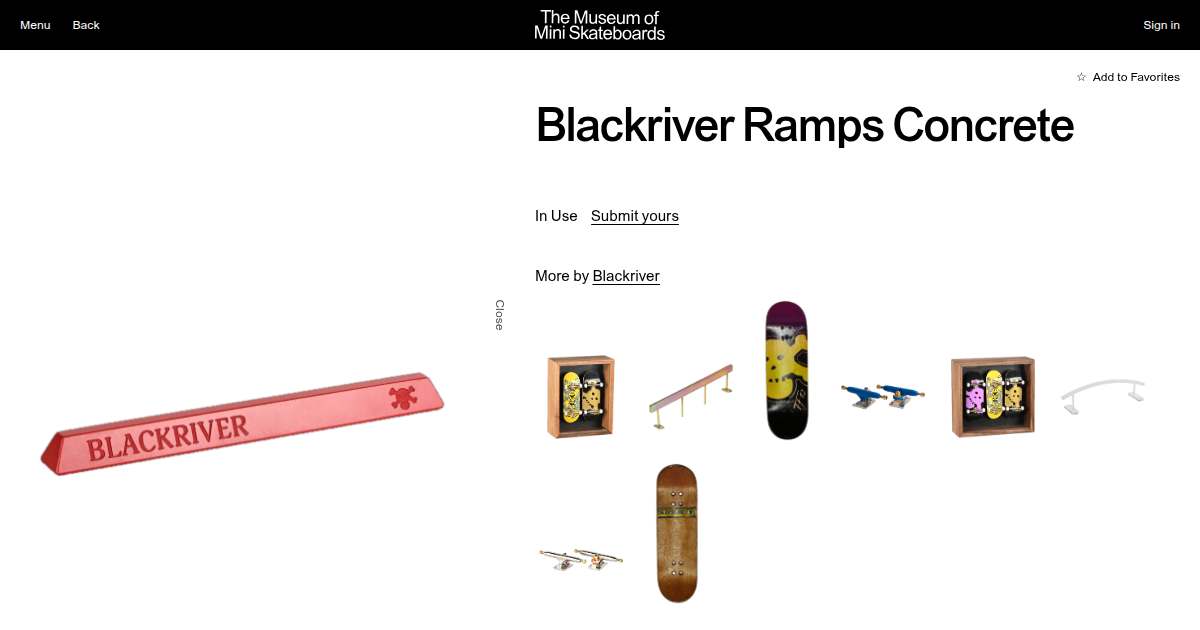 Menu
Back
The Museum of
Mini Skateboards
Sign in
☆ Add to Favorites
Blackriver Ramps Concrete
In Use
Submit yours
More by Blackriver
Close
BLACKRIVER